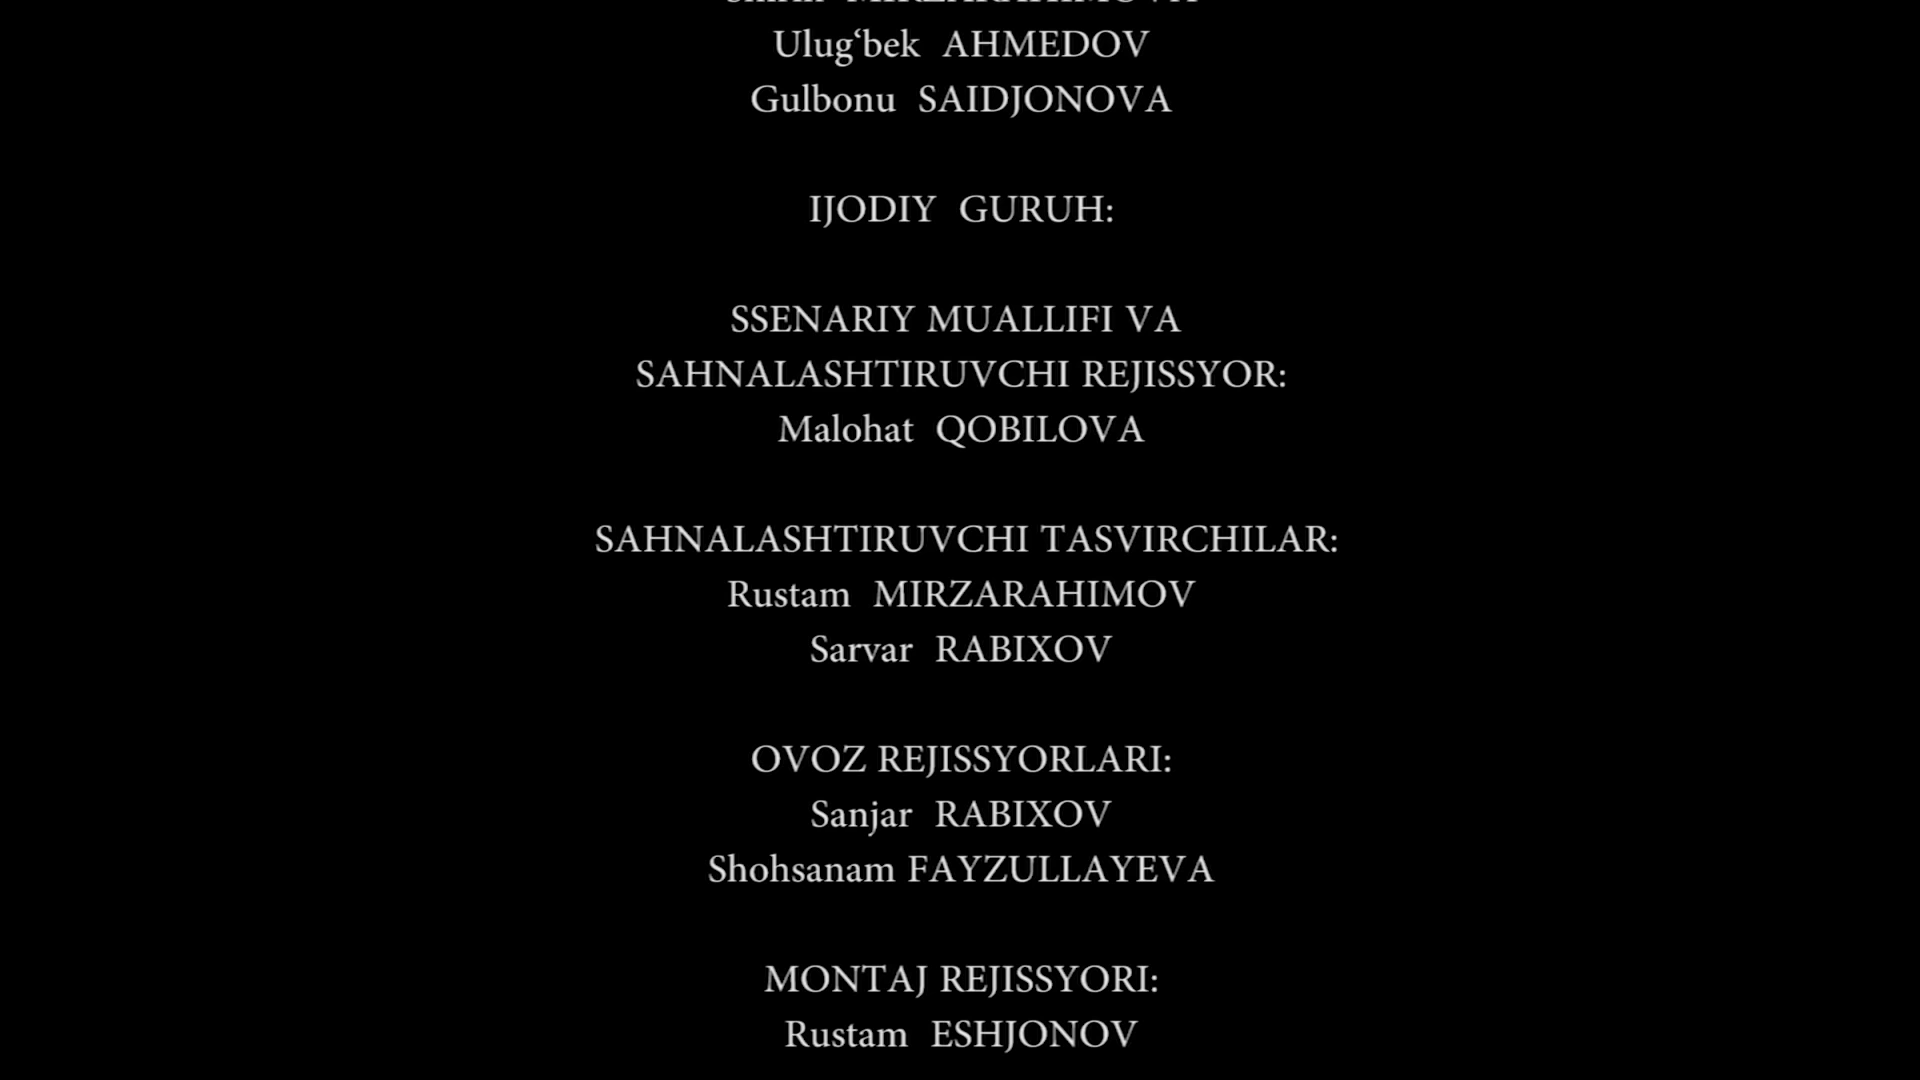 Ulug‘bek AHMEDOV
Gulbonu SAIDJONOVA
IJODIY GURUH:
SSENARIY MUALLIFI VA
SAHNALASHTIRUVCHI REJISSYOR:
Malohat QOBILOVA
SAHNALASHTIRUVCHI TASVIRCHILAR:
Rustam MIRZARAHIMOV
Sarvar RABIXOV
OVOZ REJISSYORLARI:
Sanjar RABIXOV
Shohsanam FAYZULLAYEVA
MONTAJ REJISSYORI:
Rustam ESHJONOV